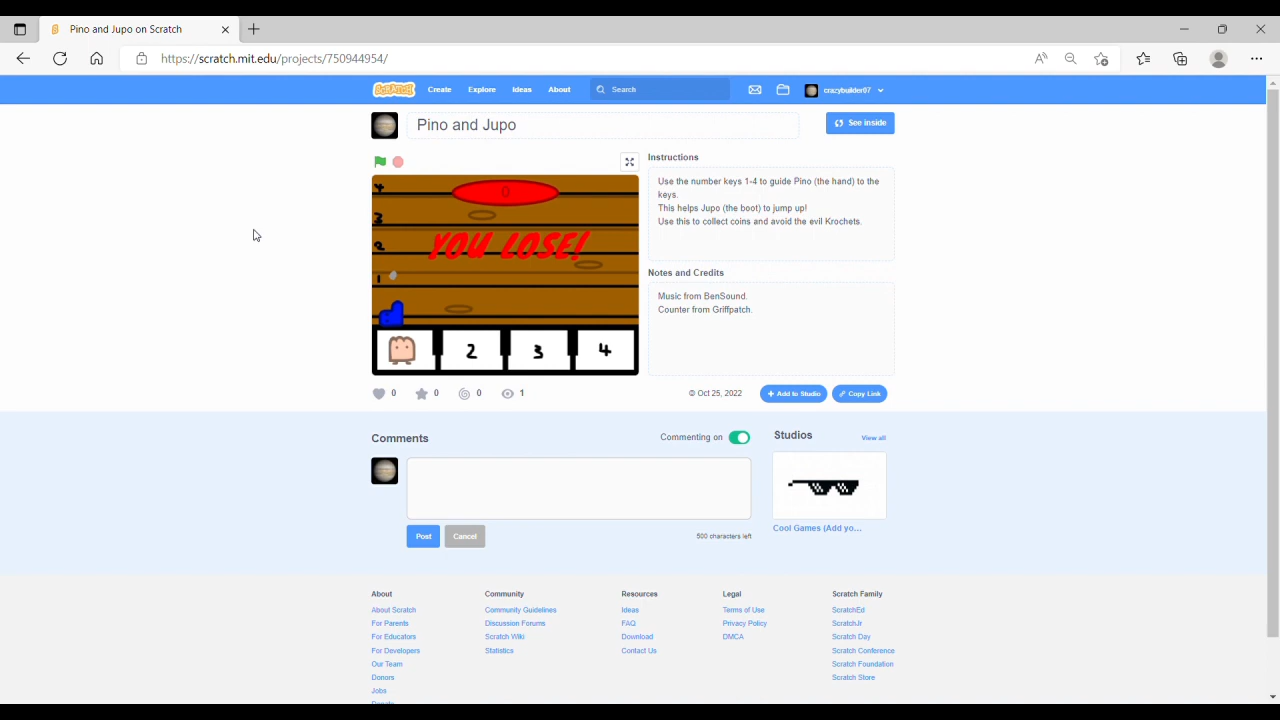 Pino and Jupo on Scratch
https://scratch.mit.edu/projects/750944954/
SCRATCH Create Explore Ideas About Search crazybuilder07
Pino and Jupo
See inside
Instructions
Use the number keys 1-4 to guide Pino (the hand) to the
keys.
This helps Jupo (the boot) to jump up!
Use this to collect coins and avoid the evil Krochets.
4
0
3
2
YOU LOSE!
1
2 3 4
Notes and Credits
Music from BenSound.
Counter from Griffpatch.
0 0 0 1
© Oct 25, 2022
Add to Studio
Copy Link
Comments
Commenting on
Post Cancel
500 characters left
Studios View all
Cool Games (Add yo...
About
About Scratch
For Parents
For Educators
For Developers
Our Team
Donors
Jobs
Donate
Community
Community Guidelines
Discussion Forums
Scratch Wiki
Statistics
Resources
Ideas
FAQ
Download
Contact Us
Legal
Terms of Use
Privacy Policy
DMCA
Scratch Family
ScratchEd
ScratchJr
Scratch Day
Scratch Conference
Scratch Foundation
Scratch Store